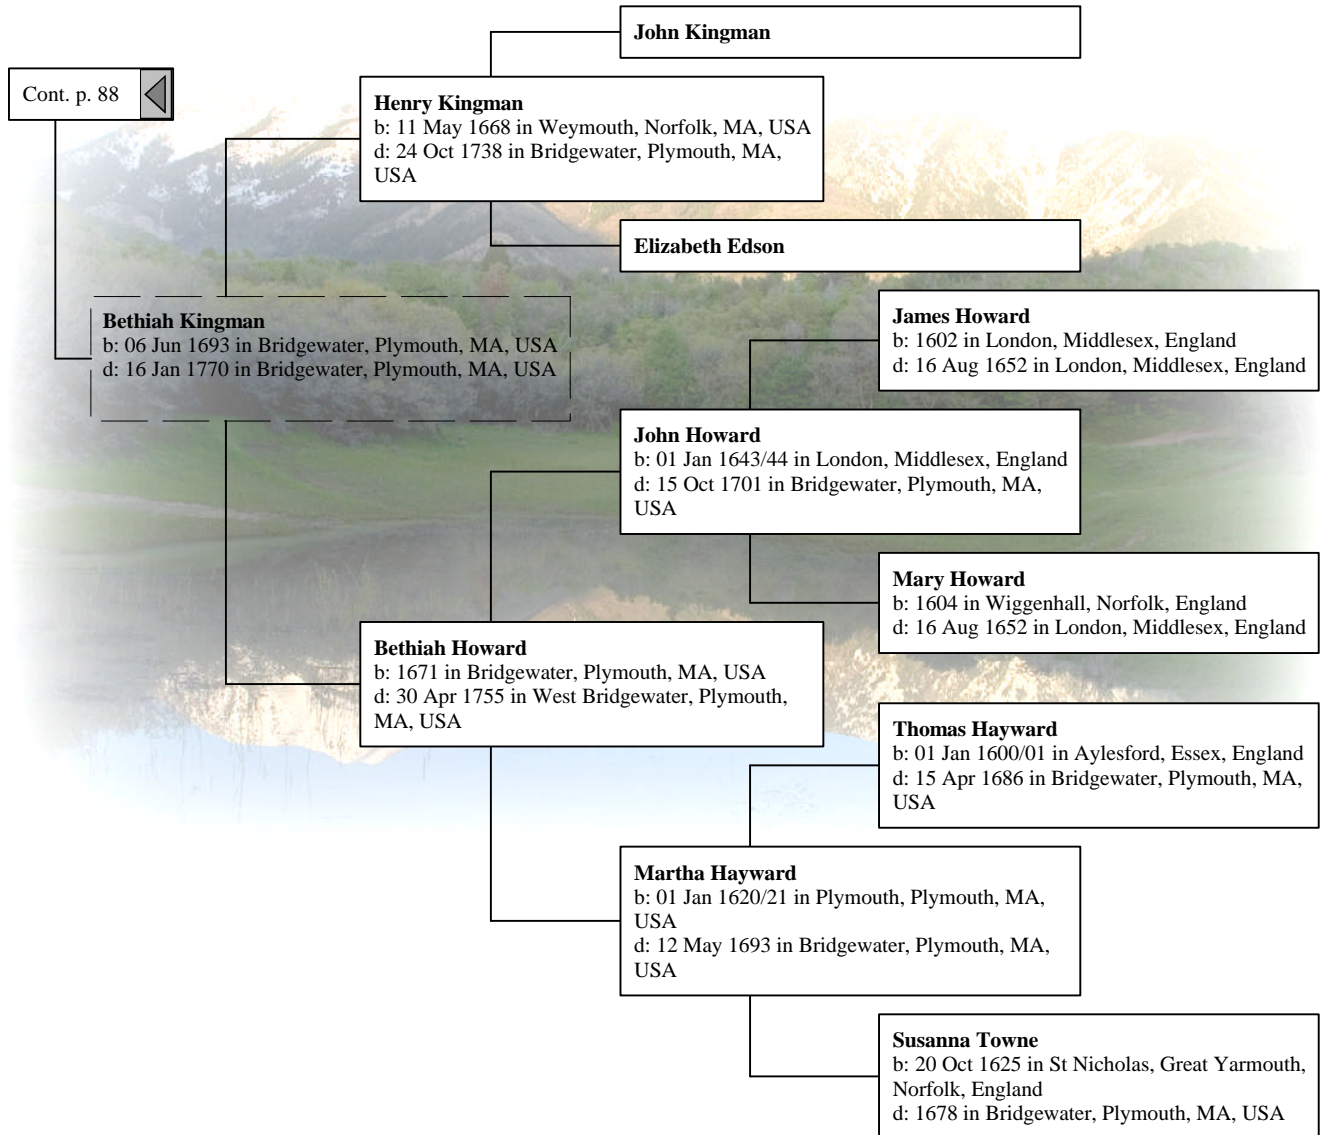 John Kingman
Cont. p. 88
Henry Kingman
b: 11 May 1668 in Weymouth, Norfolk, MA, USA
d: 24 Oct 1738 in Bridgewater, Plymouth, MA,
USA
Elizabeth Edson
Bethiah Kingman
b: 06 Jun 1693 in Bridgewater, Plymouth, MA, USA
d: 16 Jan 1770 in Bridgewater, Plymouth, MA, USA
James Howard
b: 1602 in London, Middlesex, England
d: 16 Aug 1652 in London, Middlesex, England
John Howard
b: 01 Jan 1643/44 in London, Middlesex, England
d: 15 Oct 1701 in Bridgewater, Plymouth, MA,
USA
Mary Howard
b: 1604 in Wiggenhall, Norfolk, England
d: 16 Aug 1652 in London, Middlesex, England
Bethiah Howard
b: 1671 in Bridgewater, Plymouth, MA, USA
d: 30 Apr 1755 in West Bridgewater, Plymouth,
MA, USA
Thomas Hayward
b: 01 Jan 1600/01 in Aylesford, Essex, England
d: 15 Apr 1686 in Bridgewater, Plymouth, MA,
USA
Martha Hayward
b: 01 Jan 1620/21 in Plymouth, Plymouth, MA,
USA
d: 12 May 1693 in Bridgewater, Plymouth, MA,
USA
Susanna Towne
b: 20 Oct 1625 in St Nicholas, Great Yarmouth,
Norfolk, England
d: 1678 in Bridgewater, Plymouth, MA, USA